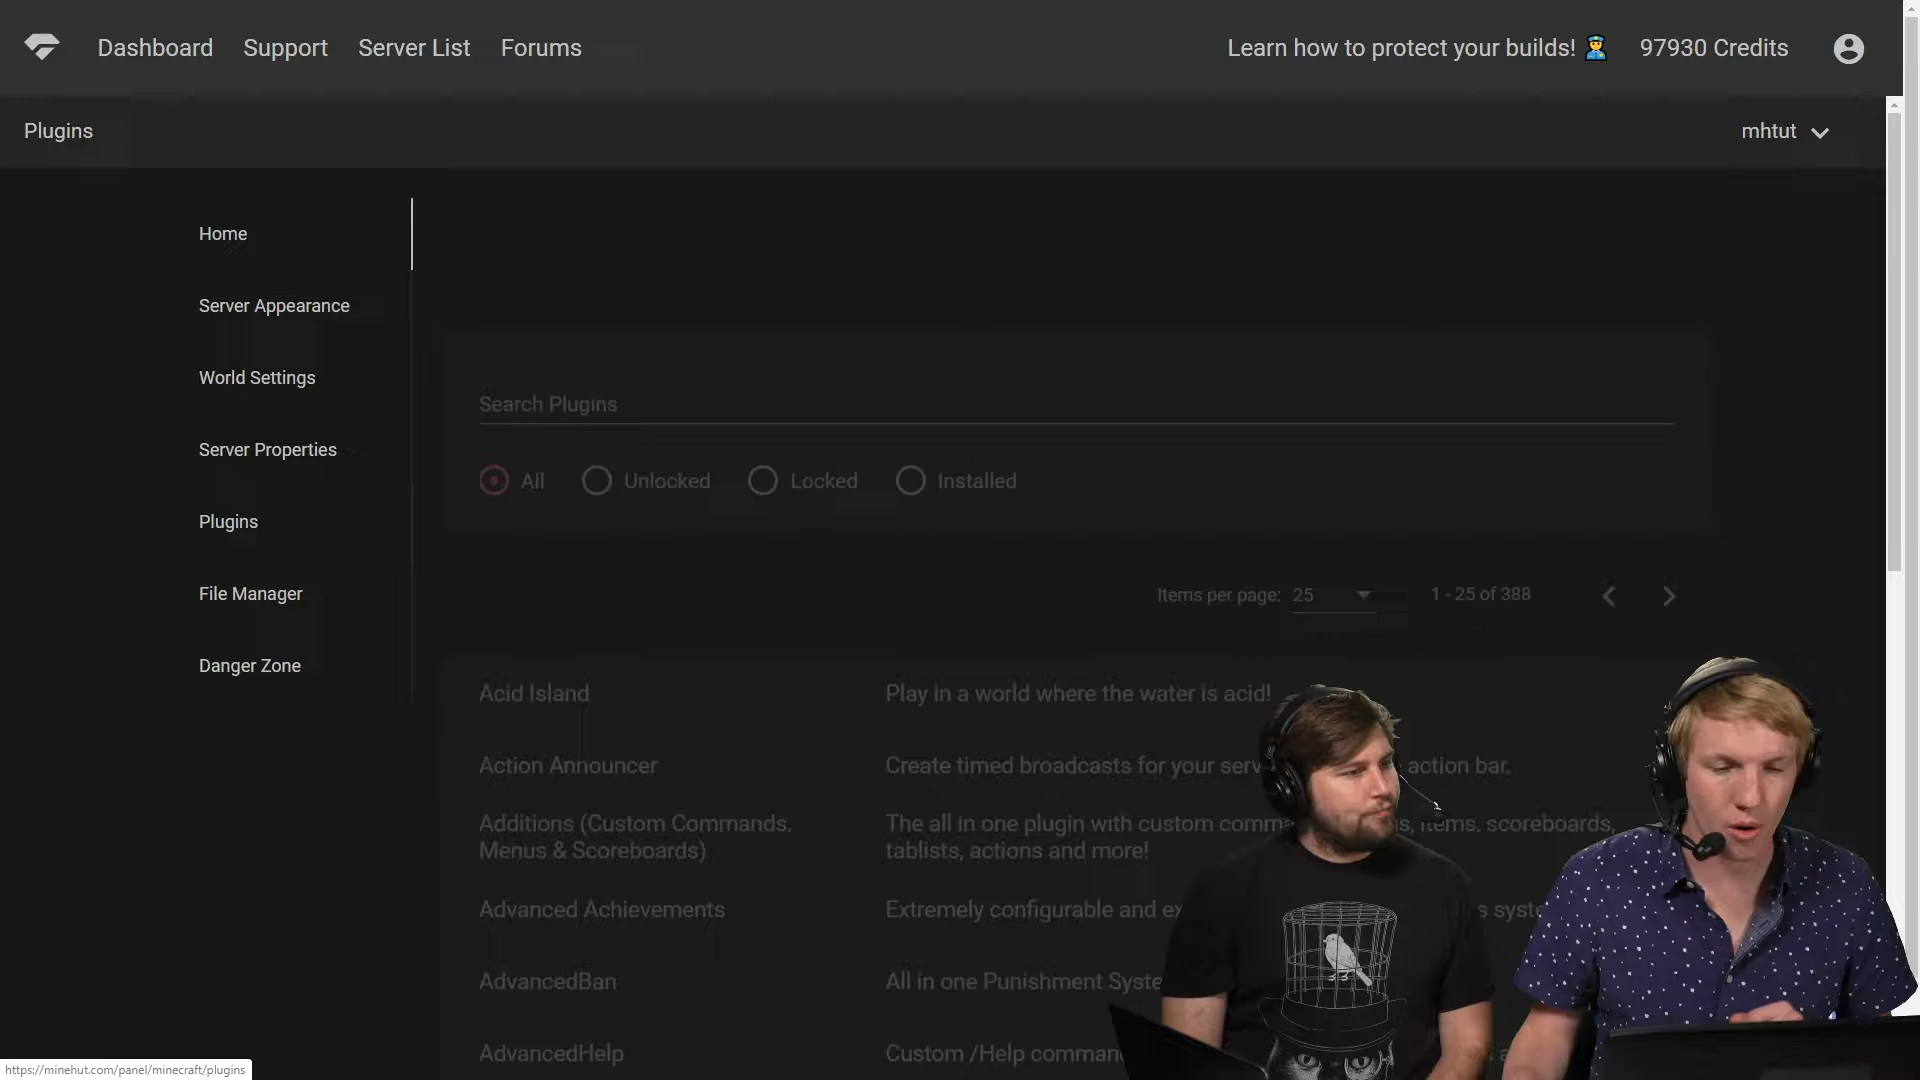 Dashboard Support Server List Forums
Learn how to protect your builds! 97930 Credits
Plugins
mhtut
Home
Server Appearance
World Settings
Server Properties
Plugins
File Manager
Danger Zone
Search Plugins
All Unlocked Locked Installed
Items per page: 25 1 - 25 of 388
Acid Island Play in a world where the water is acid!
Action Announcer Create timed broadcasts for your action bar.
Additions (Custom Commands, Menus & Scoreboards)
The all in one plugin with custom items, scoreboards,
tablists, actions and more!
Advanced Achievements Extremely configurable and
AdvancedBan All in one Punishment
AdvancedHelp Custom /Help
https://minehut.com/panel/minecraft/plugins